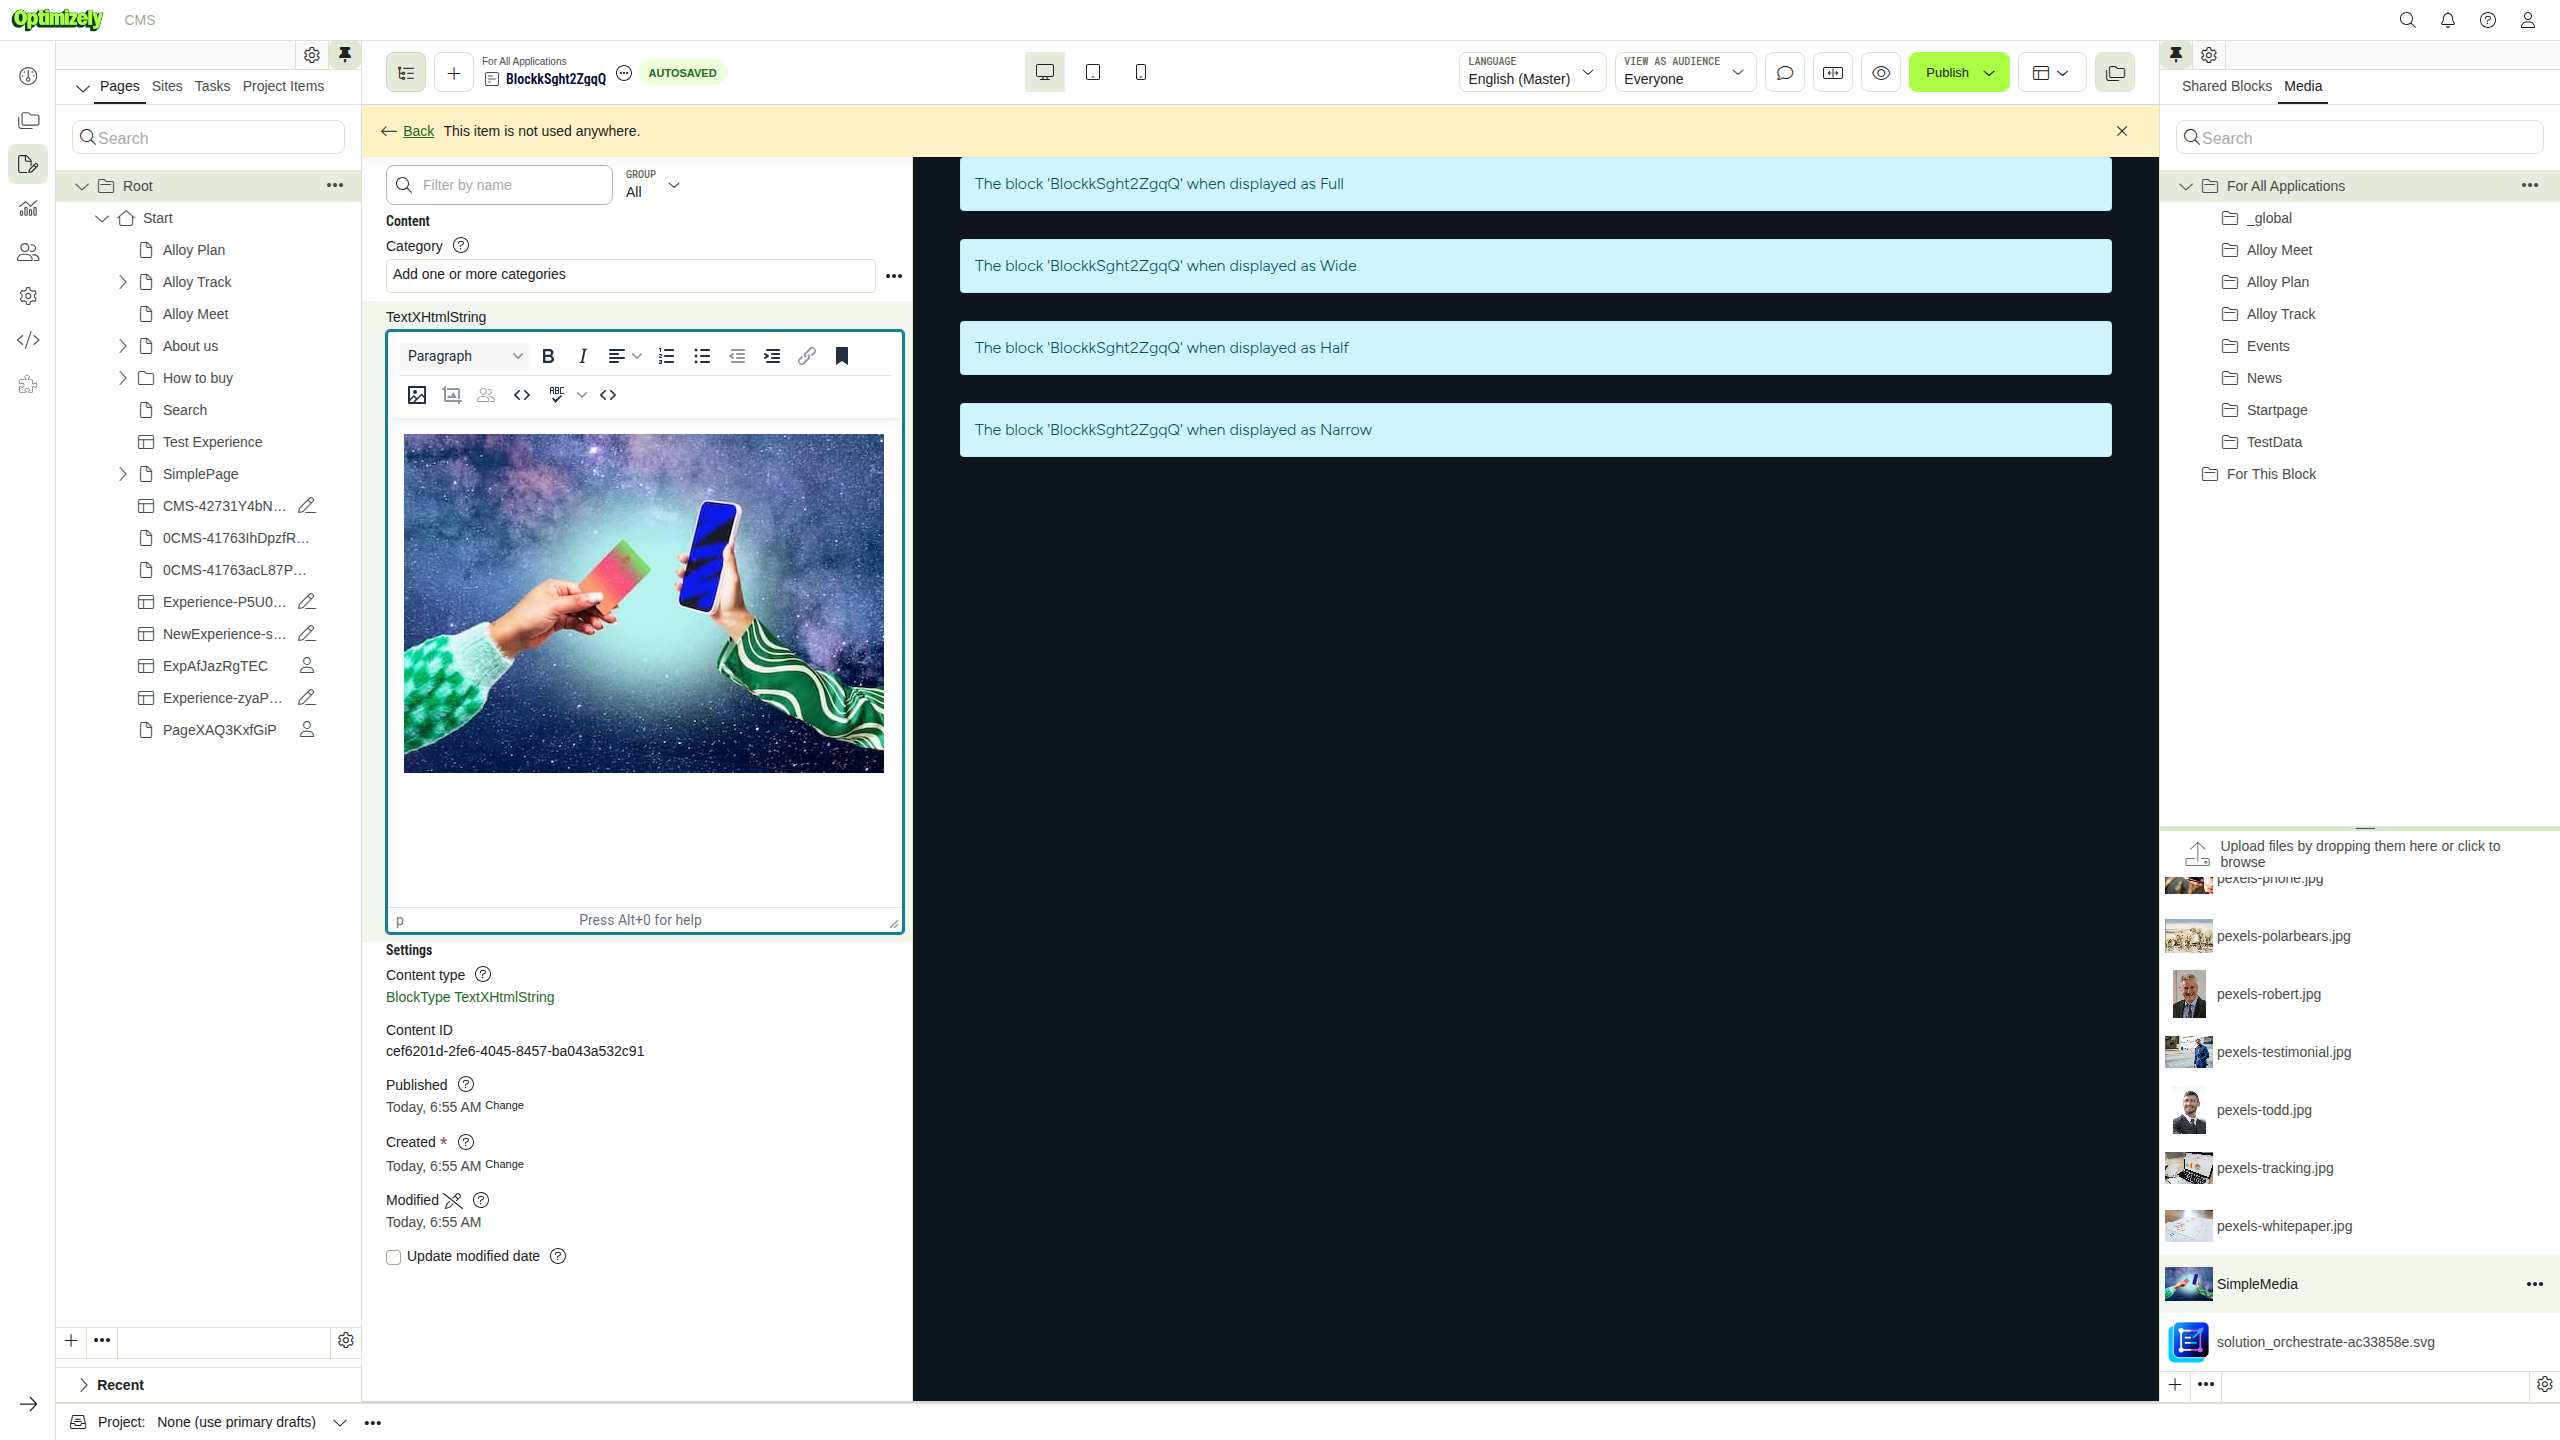 Optimizely CMS
Pages Sites Tasks Project Items
Search
Root
Start
Alloy Plan
Alloy Track
Alloy Meet
About us
How to buy
Search
Test Experience
SimplePage
CMS-42731Y4bN...
0CMS-41763IhDpzfR...
0CMS-41763acL87P...
Experience-P5U0...
NewExperience-s...
ExpAfJazRgTEC
Experience-zyaP...
PageXAQ3KxfGiP
Recent
Project: None (use primary drafts)
For All Applications
BlockkSght2ZgqQ
AUTOSAVED
LANGUAGE
English (Master)
VIEW AS AUDIENCE
Everyone
Publish
Back This item is not used anywhere.
Filter by name
GROUP
All
Content
Category
Add one or more categories
TextXHtmlString
Paragraph
ABC
p
Press Alt+0 for help
Settings
Content type
BlockType TextXHtmlString
Content ID
cef6201d-2fe6-4045-8457-ba043a532c91
Published
Today, 6:55 AM Change
Created *
Today, 6:55 AM Change
Modified
Today, 6:55 AM
Update modified date
The block 'BlockkSght2ZgqQ' when displayed as Full
The block 'BlockkSght2ZgqQ' when displayed as Wide
The block 'BlockkSght2ZgqQ' when displayed as Half
The block 'BlockkSght2ZgqQ' when displayed as Narrow
Shared Blocks Media
Search
For All Applications
_global
Alloy Meet
Alloy Plan
Alloy Track
Events
News
Startpage
TestData
For This Block
Upload files by dropping them here or click to
browse
pexels-phone.jpg
pexels-polarbears.jpg
pexels-robert.jpg
pexels-testimonial.jpg
pexels-todd.jpg
pexels-tracking.jpg
pexels-whitepaper.jpg
SimpleMedia
solution_orchestrate-ac33858e.svg